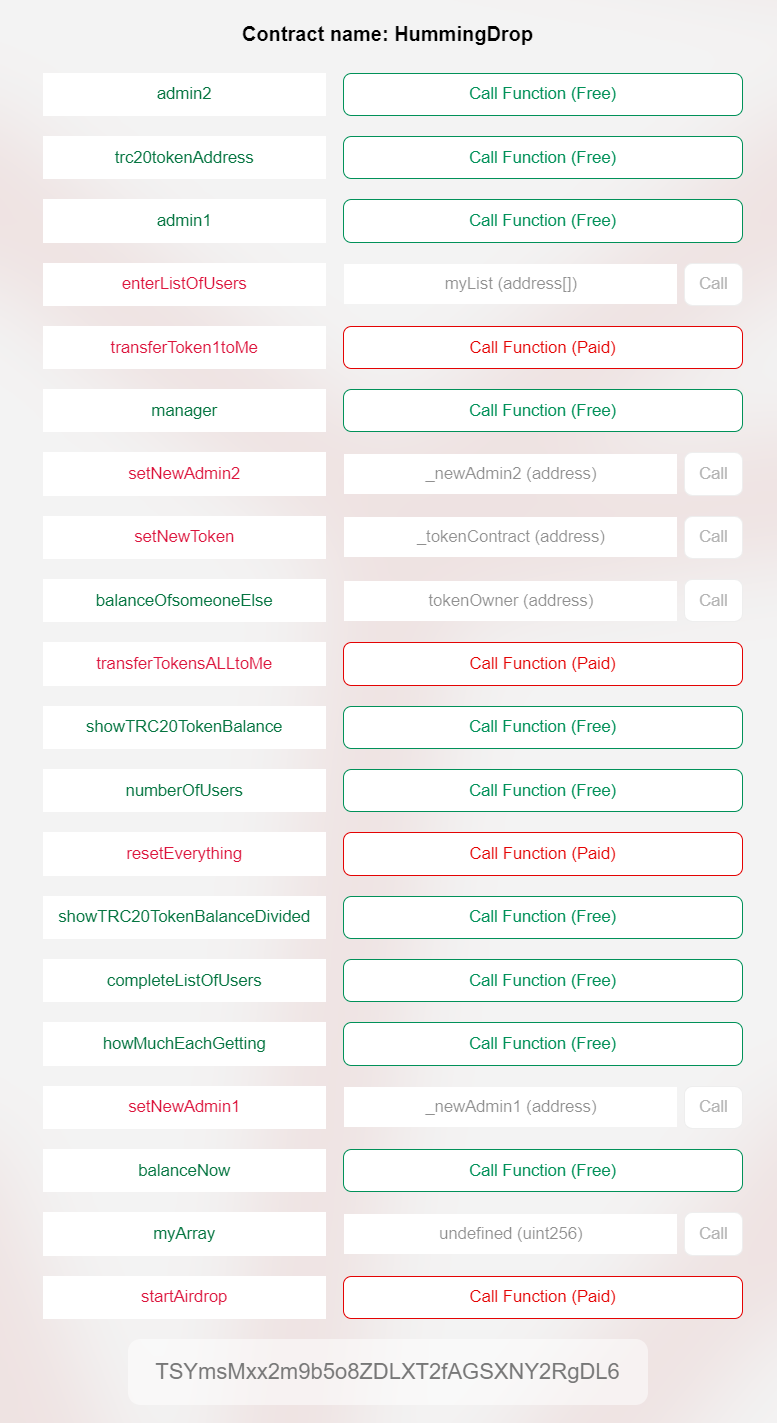 Contract name: HummingDrop
admin2 Call Function (Free)
trc20tokenAddress Call Function (Free)
admin1 Call Function (Free)
enterListOfUsers myList (address[]) Call
transferToken1toMe Call Function (Paid)
manager Call Function (Free)
setNewAdmin2 _newAdmin2 (address) Call
setNewToken _tokenContract (address) Call
balanceOfsomeoneElse tokenOwner (address) Call
transferTokensALLtoMe Call Function (Paid)
showTRC20TokenBalance Call Function (Free)
numberOfUsers Call Function (Free)
resetEverything Call Function (Paid)
showTRC20TokenBalanceDivided Call Function (Free)
completeListOfUsers Call Function (Free)
howMuchEachGetting Call Function (Free)
setNewAdmin1 _newAdmin1 (address) Call
balanceNow Call Function (Free)
myArray undefined (uint256) Call
startAirdrop Call Function (Paid)
TSYmsMxx2m9b5o8ZDLXT2fAGSXNY2RgDL6